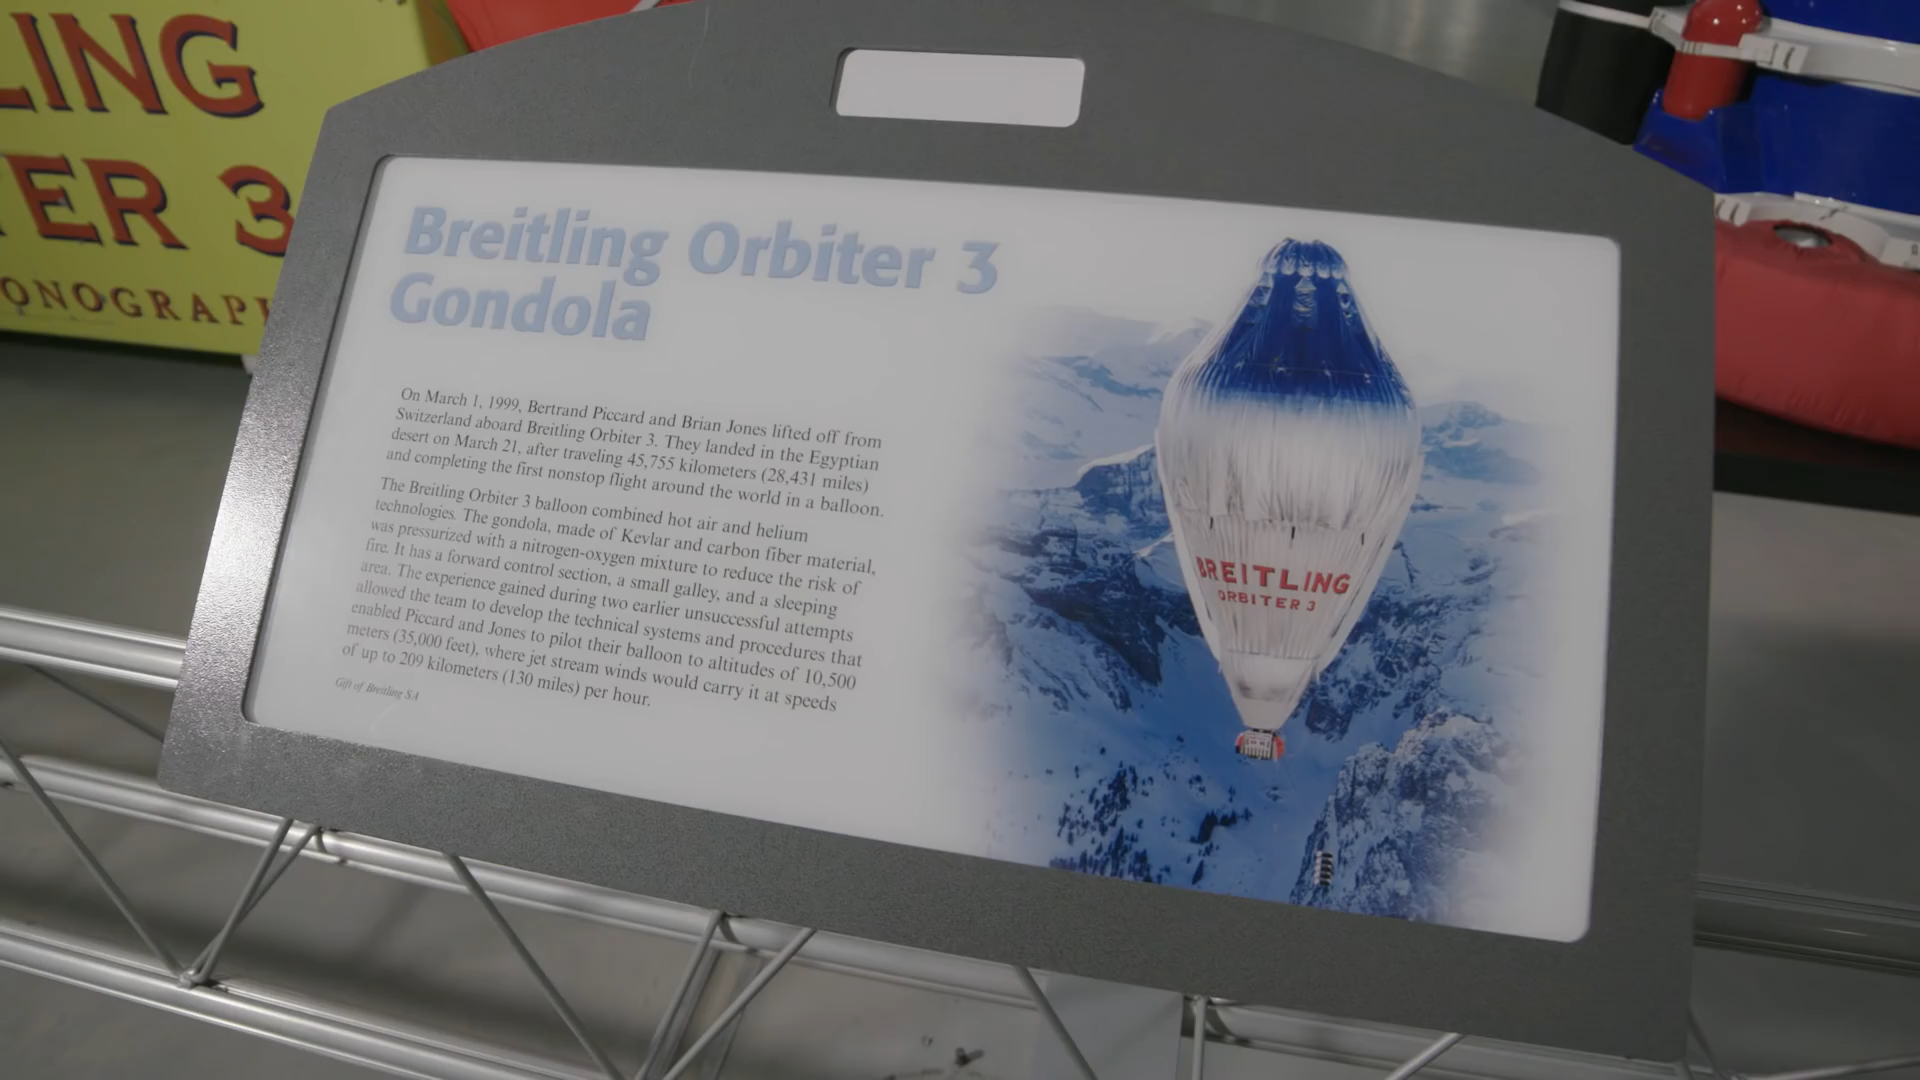 LING
TER 3
ONOGRAPH
Breitling Orbiter 3
Gondola
On March 1, 1999, Bertrand Piccard and Brian Jones lifted off from
Switzerland aboard Breitling Orbiter 3. They landed in the Egyptian
desert on March 21, after traveling 45,755 kilometers (28,431 miles)
and completing the first nonstop flight around the world in a balloon.
The Breitling Orbiter 3 balloon combined hot air and helium
technologies. The gondola, made of Kevlar and carbon fiber material,
was pressurized with a nitrogen-oxygen mixture to reduce the risk of
fire. It has a forward control section, a small galley, and a sleeping
area. The experience gained during two earlier unsuccessful attempts
allowed the team to develop the technical systems and procedures that
enabled Piccard and Jones to pilot their balloon to altitudes of 10,500
meters (35,000 feet), where jet stream winds would carry it at speeds
of up to 209 kilometers (130 miles) per hour.
Gift of Breitling SA
BREITLING
ORBITER 3